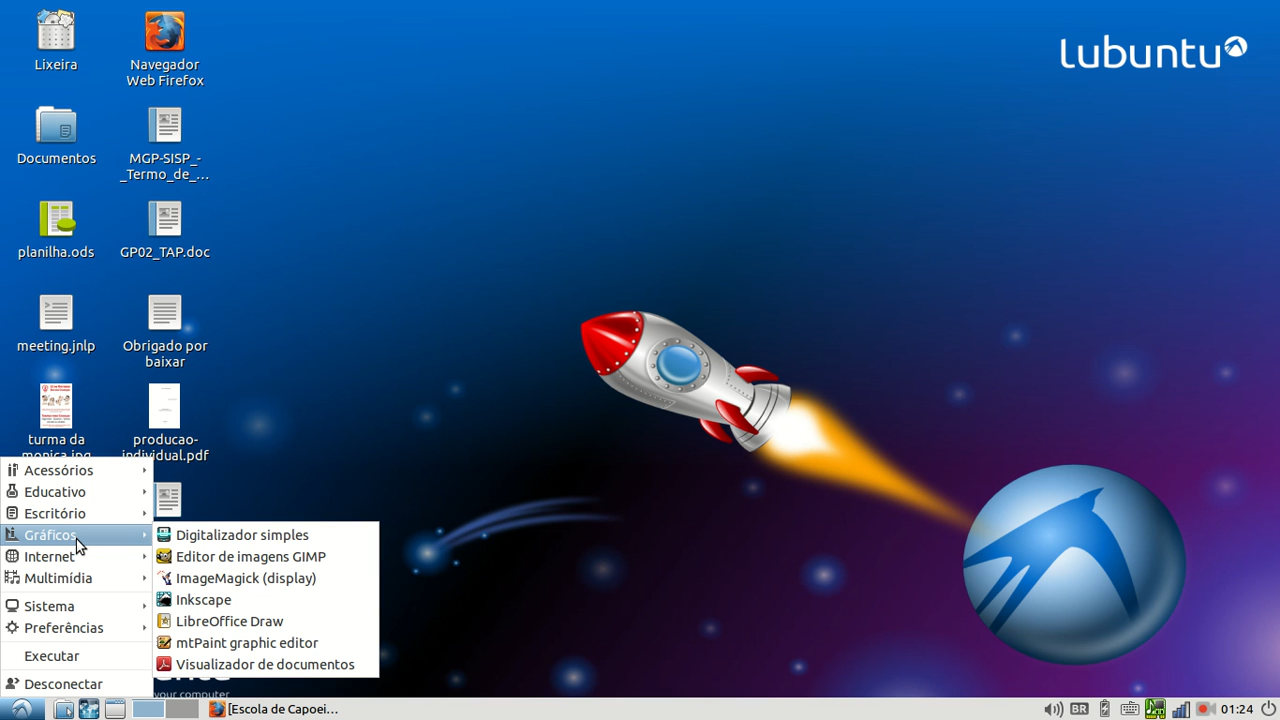 Lixeira
Navegador
Web Firefox
lubuntu
Documentos
MGP-SISP_-
_Termo_de_...
planilha.ods
GP02_TAP.doc
meeting.jnlp
Obrigado por
baixar
turma da
monica.jpg
producao-
individual.pdf
Acessórios
Educativo
Escritório
Gráficos
Internet
Multimídia
Sistema
Preferências
Executar
Desconectar
Digitalizador simples
Editor de imagens GIMP
ImageMagick (display)
Inkscape
LibreOffice Draw
mtPaint graphic editor
Visualizador de documentos
your computer
[Escola de Capoei...
BR
01:24